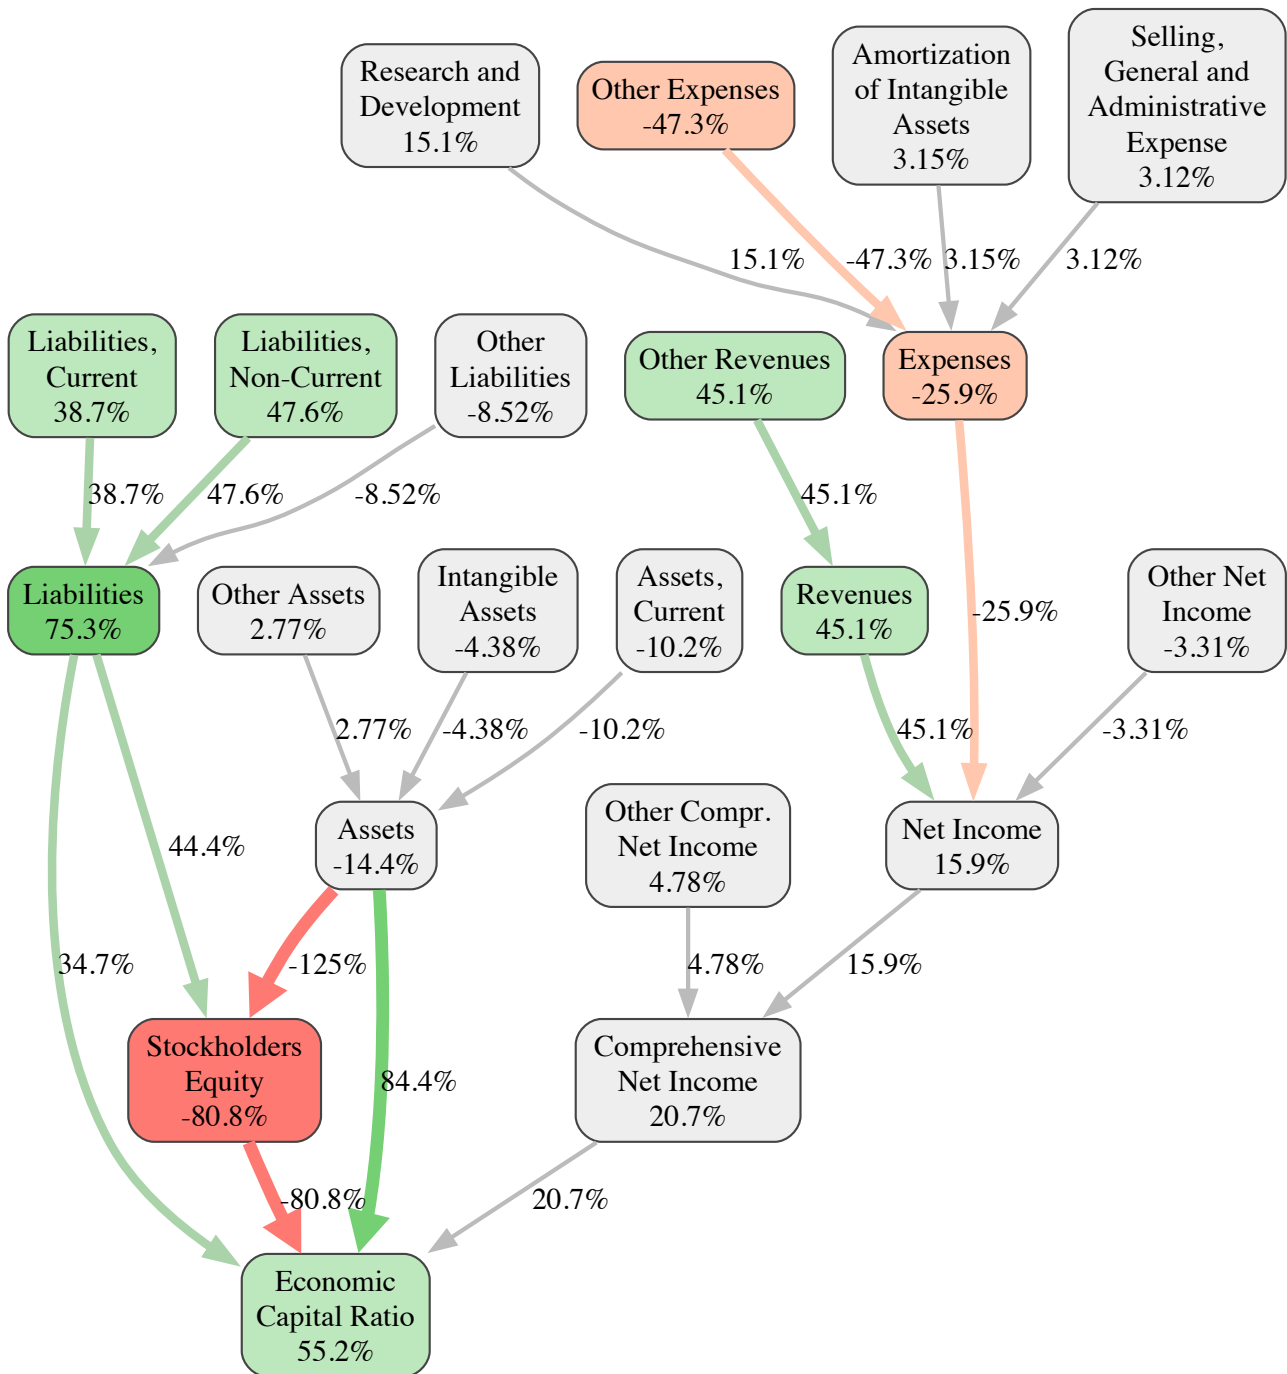 Research and
Development
15.1%
Other Expenses
-47.3%
Amortization
of Intangible
Assets
3.15%
Selling,
General and
Administrative
Expense
3.12%
15.1%
-47.3%
3.15%
3.12%
Liabilities,
Current
38.7%
Liabilities,
Non-Current
47.6%
Other
Liabilities
-8.52%
Other Revenues
45.1%
Expenses
-25.9%
38.7%
47.6%
-8.52%
45.1%
-25.9%
Liabilities
75.3%
Other Assets
2.77%
Intangible
Assets
-4.38%
Assets,
Current
-10.2%
Revenues
45.1%
Other Net
Income
-3.31%
2.77%
-4.38%
-10.2%
45.1%
-3.31%
Assets
-14.4%
Other Compr.
Net Income
4.78%
Net Income
15.9%
44.4%
34.7%
-125%
4.78%
15.9%
Stockholders
Equity
-80.8%
84.4%
Comprehensive
Net Income
20.7%
-80.8%
20.7%
Economic
Capital Ratio
55.2%